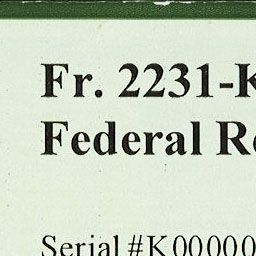 Fr. 2231-K
Federal Re
Serial #K00000